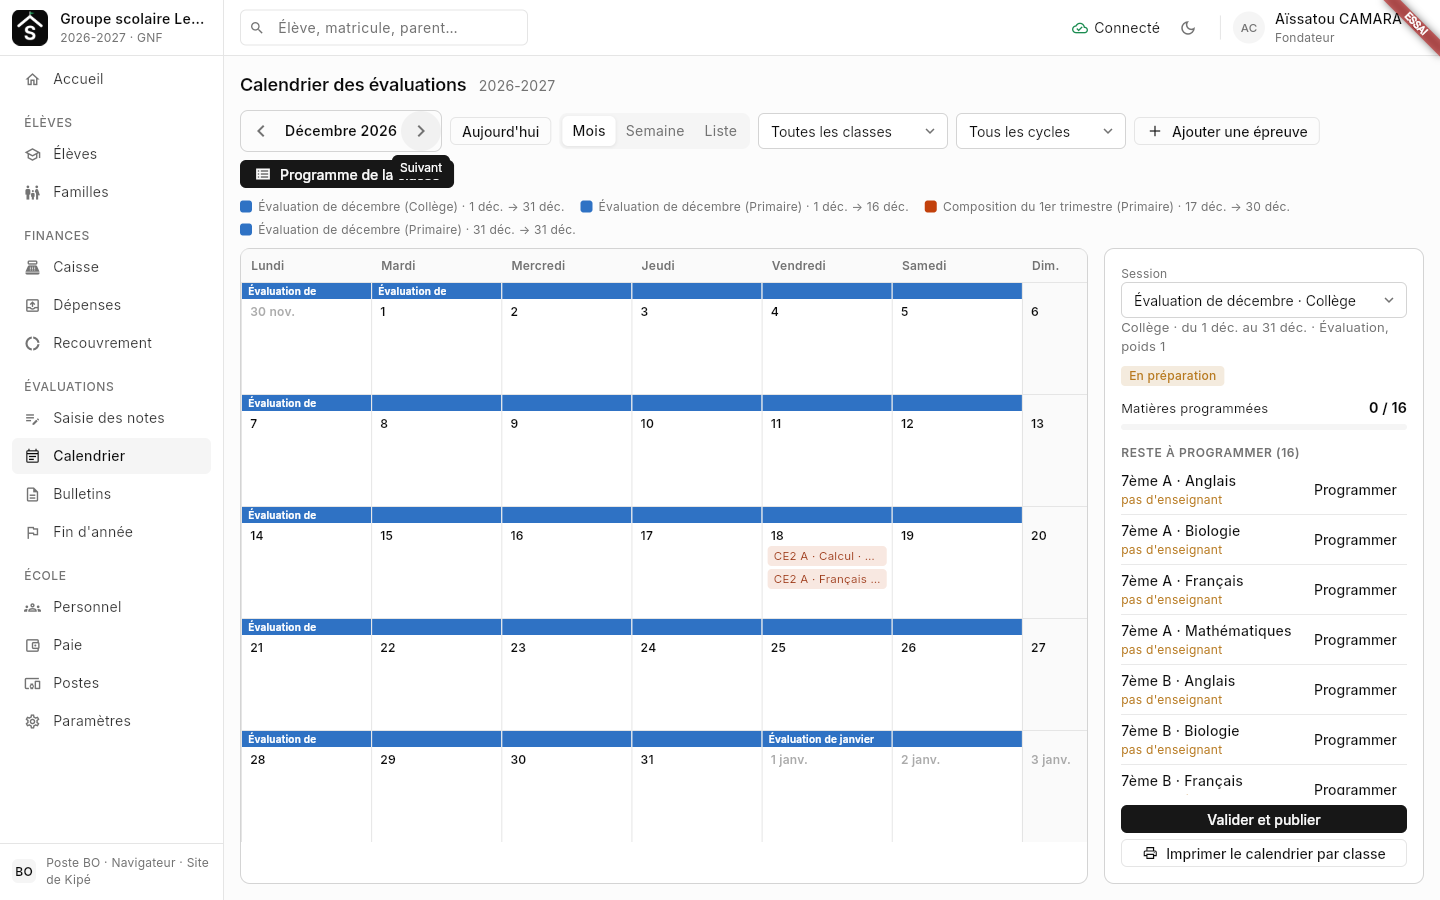 Groupe scolaire Le...
2026-2027 · GNF
Élève, matricule, parent...
Connecté
AC
Aïssatou CAMARA
Fondateur
ESSAI
Accueil
ÉLÈVES
Élèves
Familles
FINANCES
Caisse
Dépenses
Recouvrement
ÉVALUATIONS
Saisie des notes
Calendrier
Bulletins
Fin d'année
ÉCOLE
Personnel
Paie
Postes
Paramètres
BO
Poste BO · Navigateur · Site
de Kipé
Calendrier des évaluations 2026-2027
Décembre 2026
Aujourd'hui
Mois
Semaine
Liste
Toutes les classes
Tous les cycles
Ajouter une épreuve
Programme de la
Suivant
Évaluation de décembre (Collège) · 1 déc. → 31 déc.
Évaluation de décembre (Primaire) · 1 déc. → 16 déc.
Composition du 1er trimestre (Primaire) · 17 déc. → 30 déc.
Évaluation de décembre (Primaire) · 31 déc. → 31 déc.
Lundi Mardi Mercredi Jeudi Vendredi Samedi Dim.
Évaluation de Évaluation de
30 nov. 1 2 3 4 5 6
Évaluation de
7 8 9 10 11 12 13
Évaluation de
14 15 16 17 18 19 20
CE2 A · Calcul · ...
CE2 A · Français ...
Évaluation de
21 22 23 24 25 26 27
Évaluation de Évaluation de janvier
28 29 30 31 1 janv. 2 janv. 3 janv.
Session
Évaluation de décembre · Collège
Collège · du 1 déc. au 31 déc. · Évaluation,
poids 1
En préparation
Matières programmées 0 / 16
RESTE À PROGRAMMER (16)
7ème A · Anglais
pas d'enseignant
Programmer
7ème A · Biologie
pas d'enseignant
Programmer
7ème A · Français
pas d'enseignant
Programmer
7ème A · Mathématiques
pas d'enseignant
Programmer
7ème B · Anglais
pas d'enseignant
Programmer
7ème B · Biologie
pas d'enseignant
Programmer
7ème B · Français
Programmer
Valider et publier
Imprimer le calendrier par classe